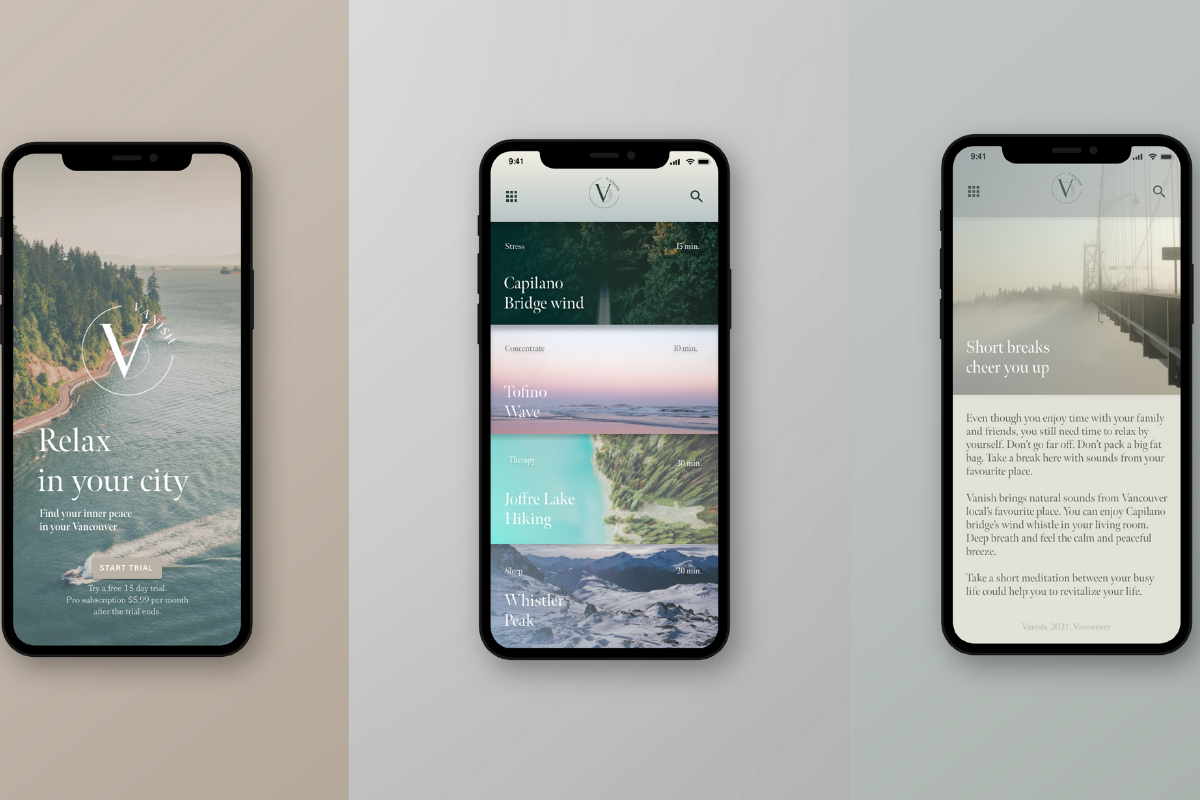 V
VANISH
Relax
in your city
Find your inner peace
in your Vancouver
START TRIAL
Try a free 15 day trial.
Pro subscription $5.99 per month
after the trial ends.
9:41
V
VANISH
Stress
15 min.
Capilano
Bridge wind
Concentrate
10 min.
Tofino
Wave
Therapy
30 min.
Joffre Lake
Hiking
Sleep
20 min.
Whistler
Peak
9:41
V
VANISH
Short breaks
cheer you up
Even though you enjoy time with your family
and friends, you still need time to relax by
yourself. Don't go far off. Don't pack a big fat
bag. Take a break here with sounds from your
favourite place.
Vanish brings natural sounds from Vancouver
local's favourite place. You can enjoy Capilano
bridge's wind whistle in your living room.
Deep breath and feel the calm and peaceful
breeze.
Take a short meditation between your busy
life could help you to revitalize your life.
Vanish, 2021. Vancouver